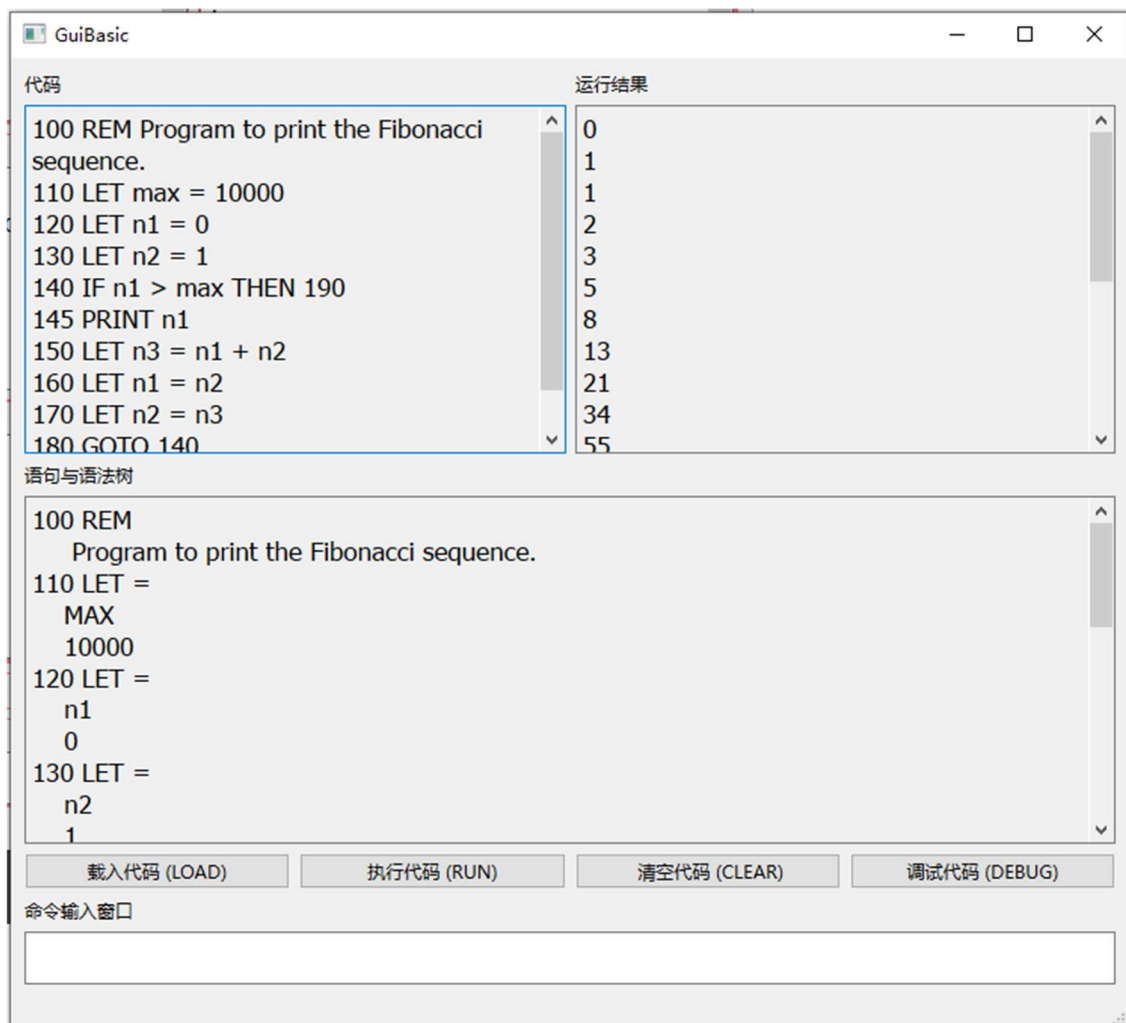 GuiBasic
代码
100 REM Program to print the Fibonacci
sequence.
110 LET max = 10000
120 LET n1 = 0
130 LET n2 = 1
140 IF n1 > max THEN 190
145 PRINT n1
150 LET n3 = n1 + n2
160 LET n1 = n2
170 LET n2 = n3
180 GOTO 140
运行结果
0
1
1
2
3
5
8
13
21
34
55
语句与语法树
100 REM
Program to print the Fibonacci sequence.
110 LET =
MAX
10000
120 LET =
n1
0
130 LET =
n2
1
载入代码 (LOAD)
执行代码 (RUN)
清空代码 (CLEAR)
调试代码 (DEBUG)
命令输入窗口